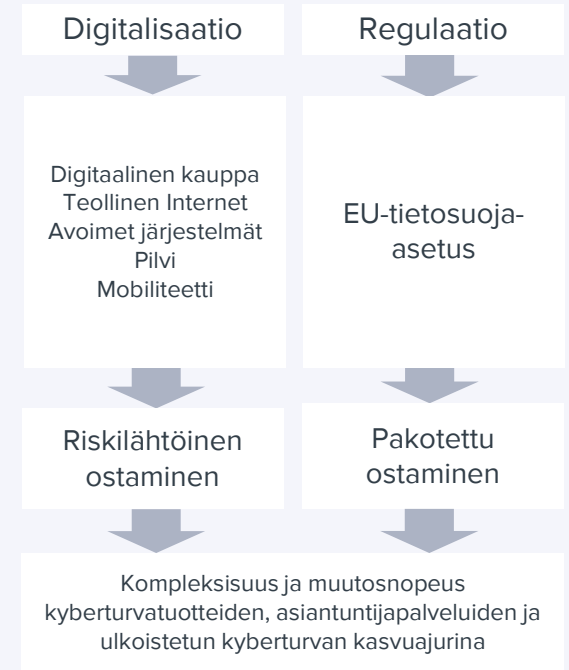 Digitalisaatio
Regulaatio
Digitaalinen kauppa
Teollinen Internet
Avoimet järjestelmät
Pilvi
Mobiliteetti
EU-tietosuoja-
asetus
Riskilähtöinen
ostaminen
Pakotettu
ostaminen
Kompleksisuus ja muutosnopeus
kyberturvatuotteiden, asiantuntijapalveluiden ja
ulkoistetun kyberturvan kasvuajurina